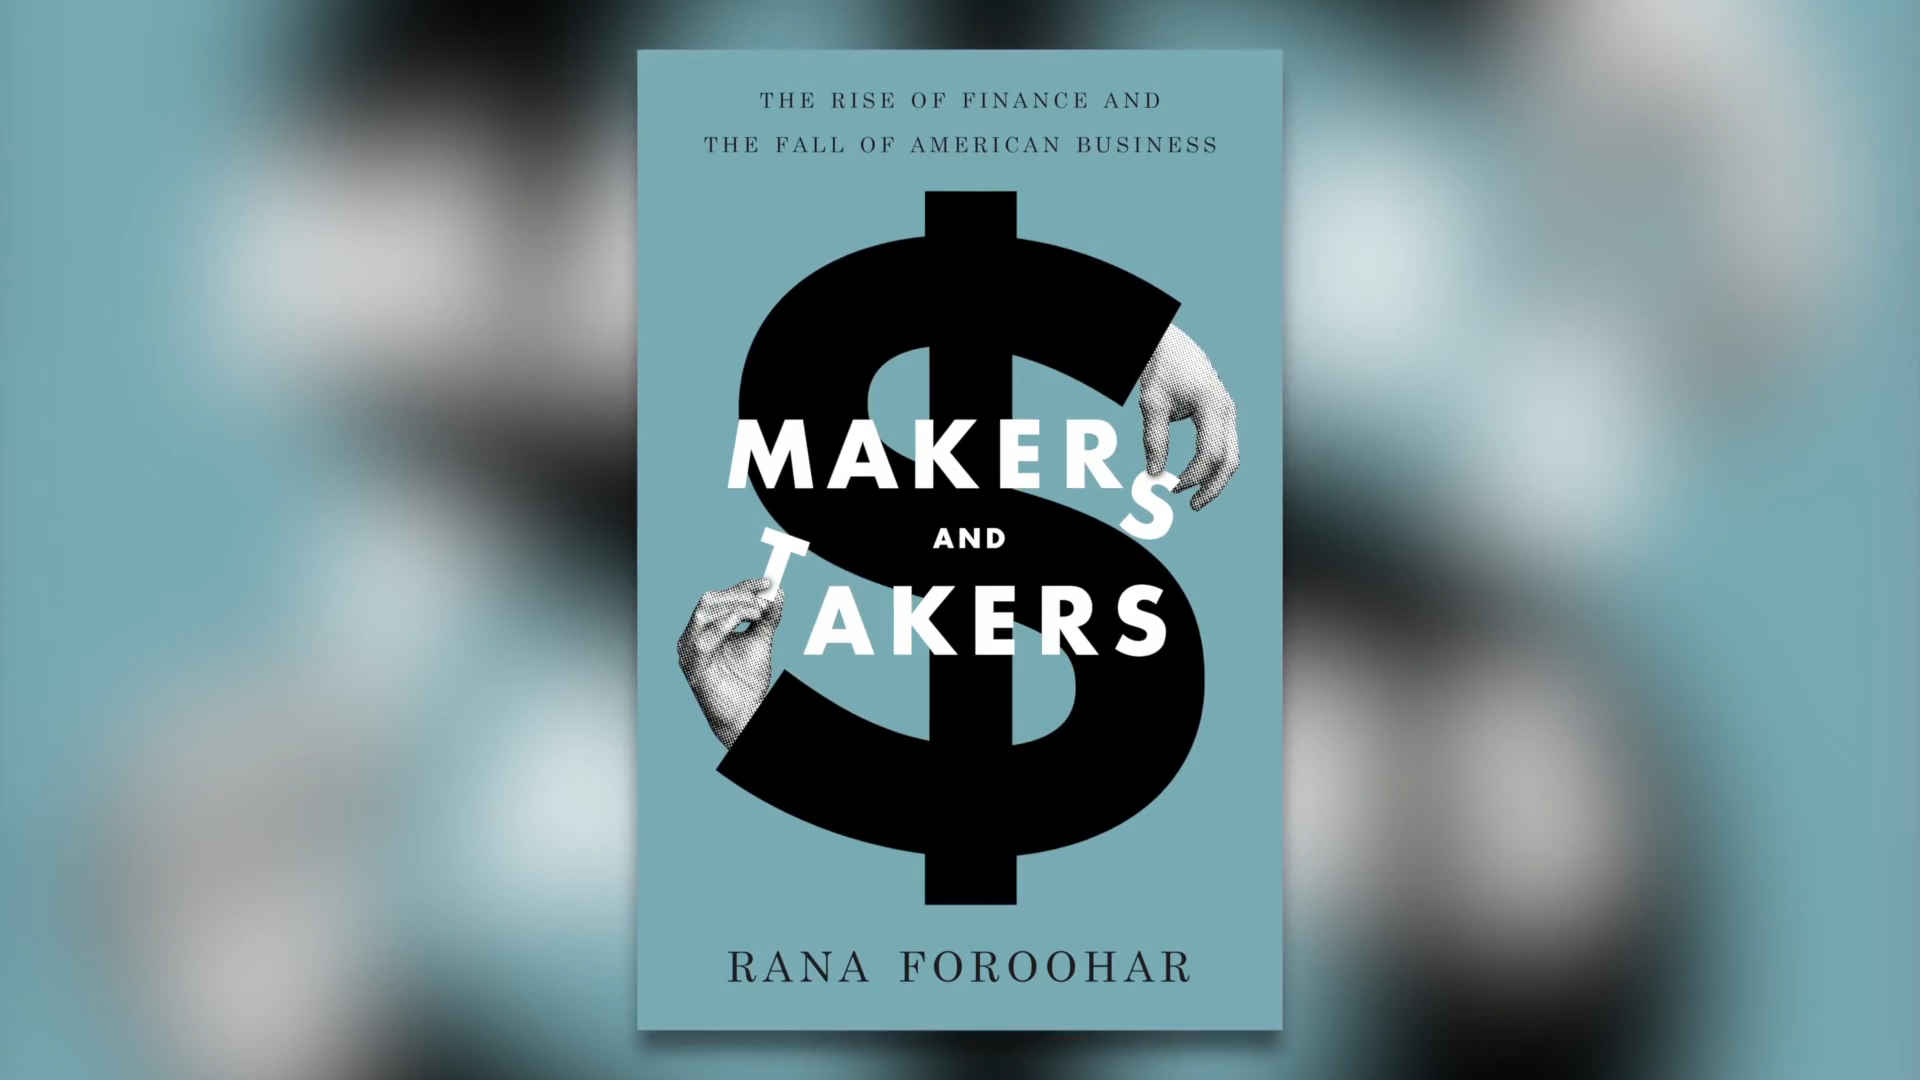 THE RISE OF FINANCE AND
THE FALL OF AMERICAN BUSINESS
MAKERS
AND
TAKERS
RANA FOROOHAR